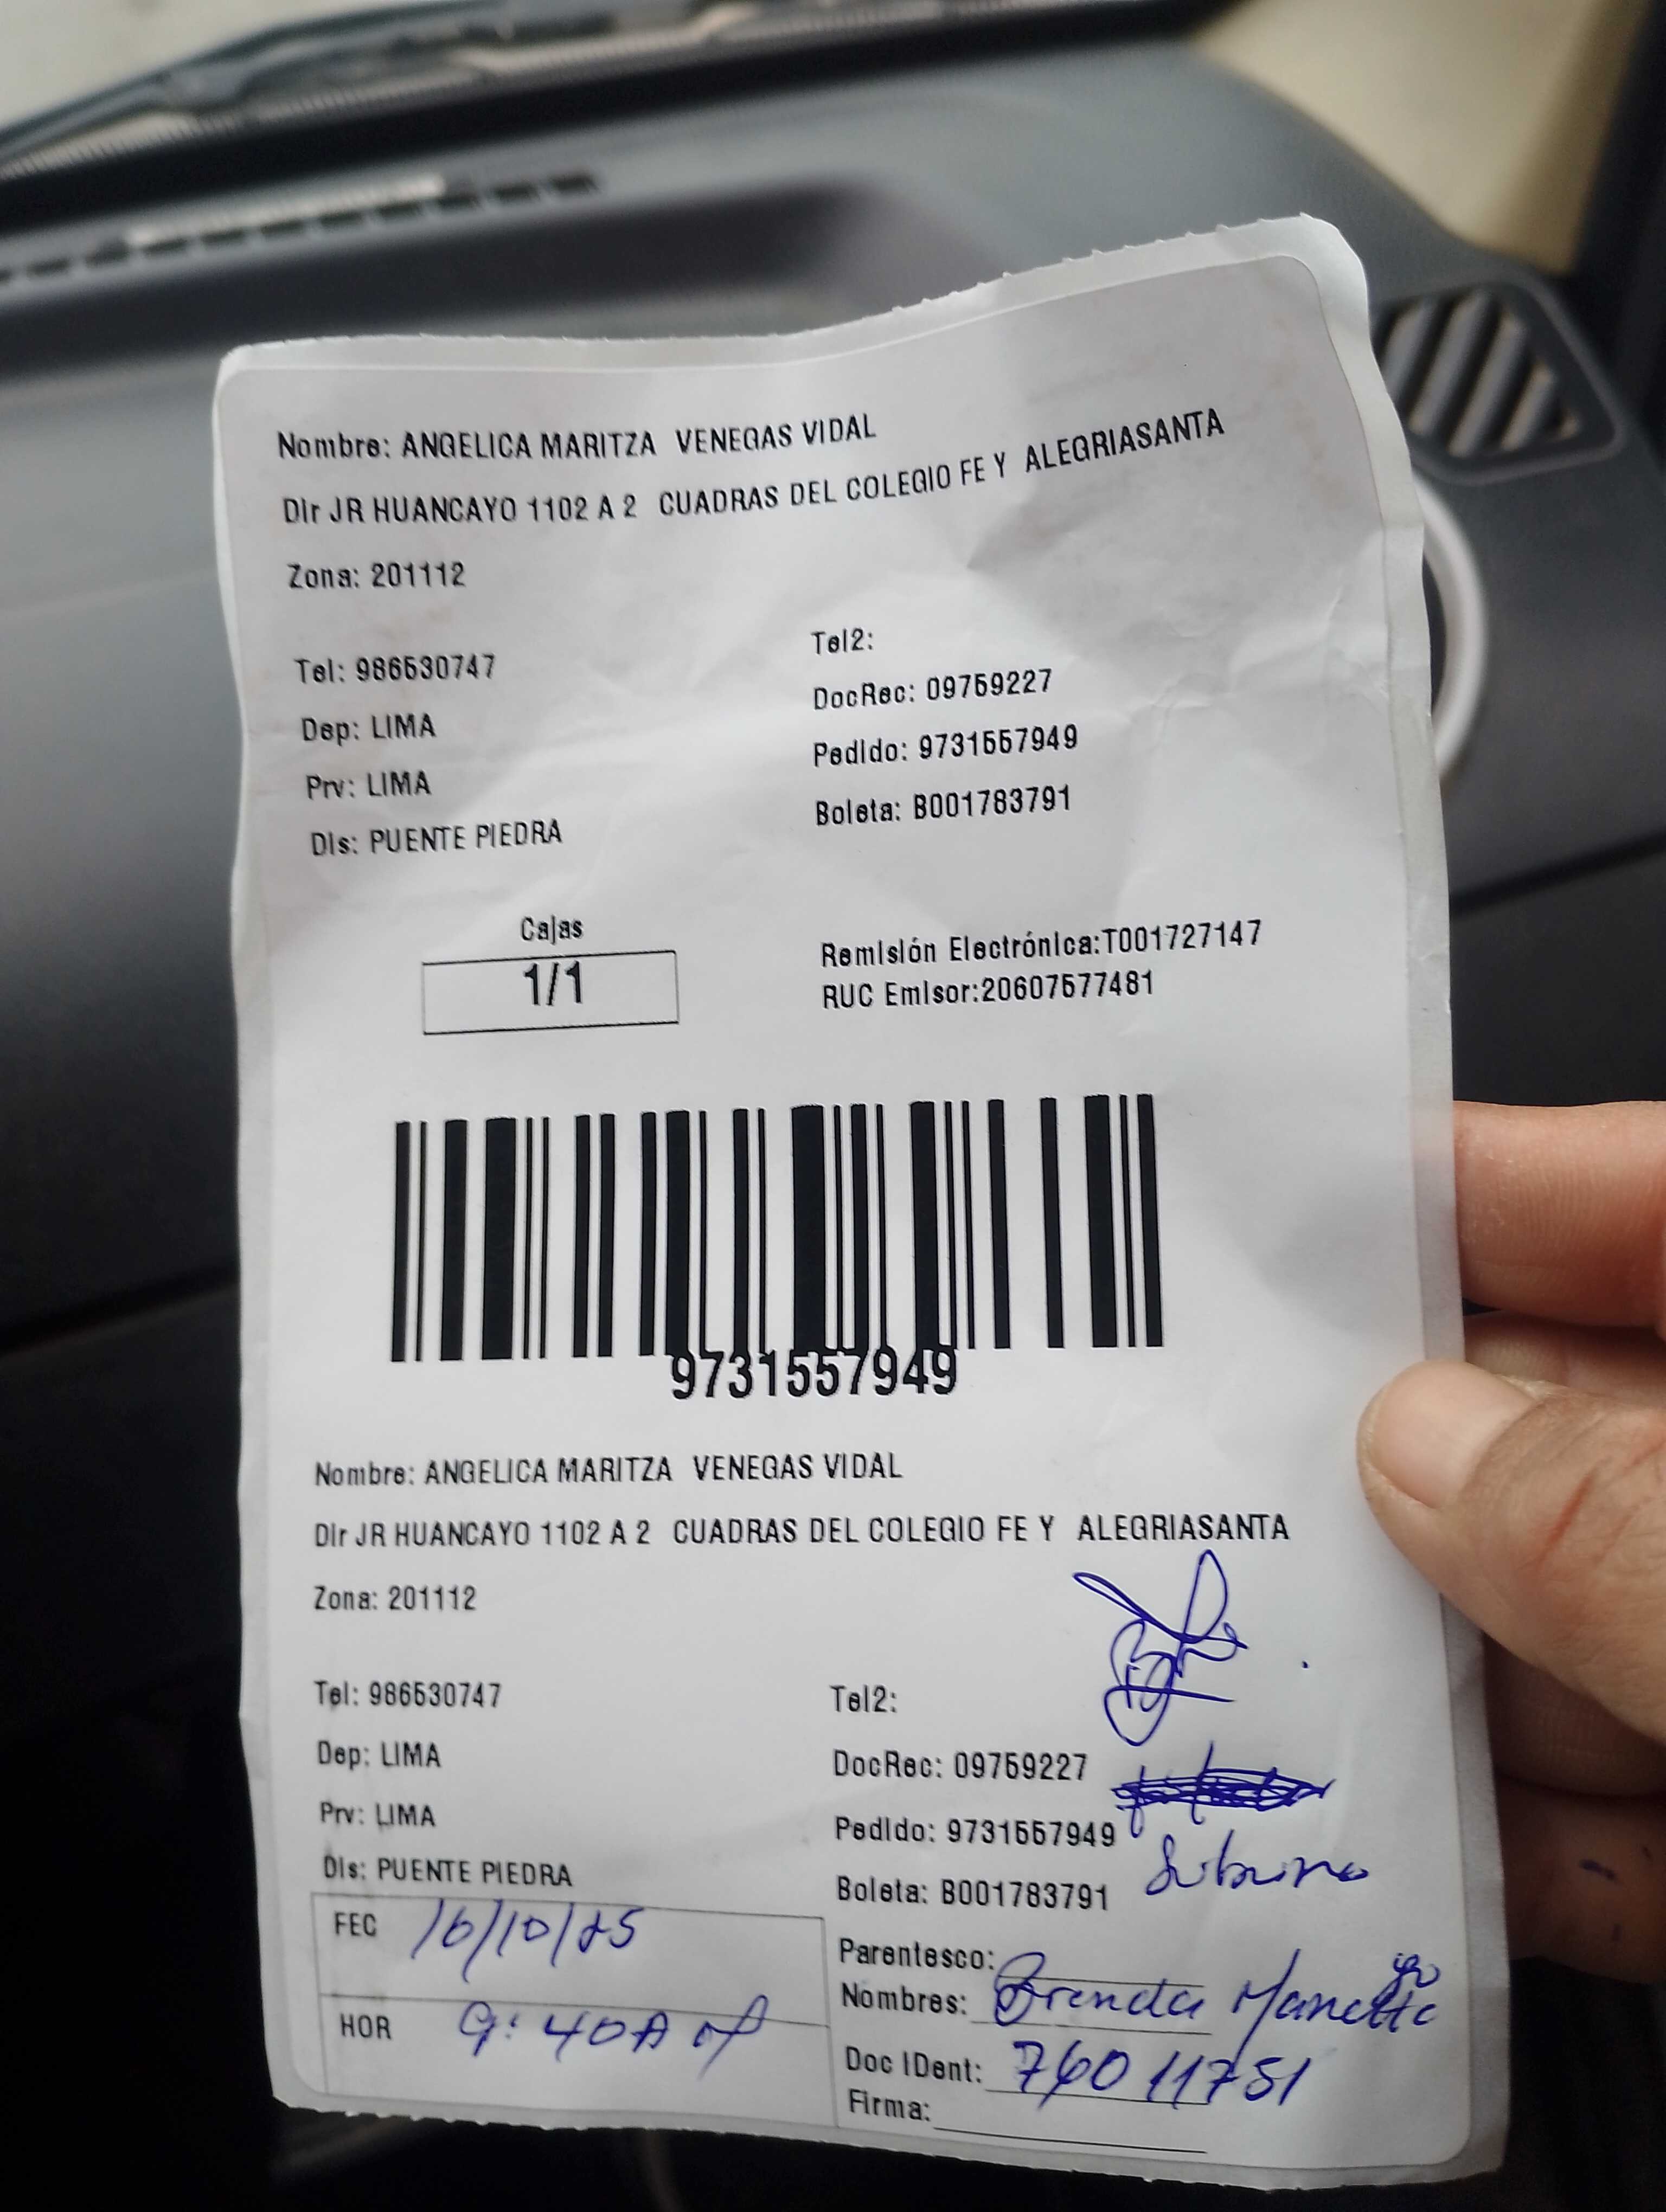 Nombre: ANGELICA MARITZA VENEGAS VIDAL
Dir JR HUANCAYO 1102 A 2 CUADRAS DEL COLEGIO FE Y ALEGRIASANTA
Zona: 201112
Tel: 986530747
Tel2:
DocRec: 09759227
Dep: LIMA
Pedido: 9731557949
Prv: LIMA
Boleta: B001783791
Dis: PUENTE PIEDRA
Cajas
1/1
Remisión Electrónica:T001727147
RUC Emisor:20607577481
9731557949
Nombre: ANGELICA MARITZA VENEGAS VIDAL
Dir JR HUANCAYO 1102 A 2 CUADRAS DEL COLEGIO FE Y ALEGRIASANTA
Zona: 201112
Tel: 986530747
Tel2:
Dep: LIMA
DocRec: 09759227
Prv: LIMA
Pedido: 9731557949
Dis: PUENTE PIEDRA
Boleta: B001783791
Sobrina
FEC 16/10/25
Parentesco:
Nombres: Brenda
HOR 9:40 AM
Doc IDent: 76011751
Firma: